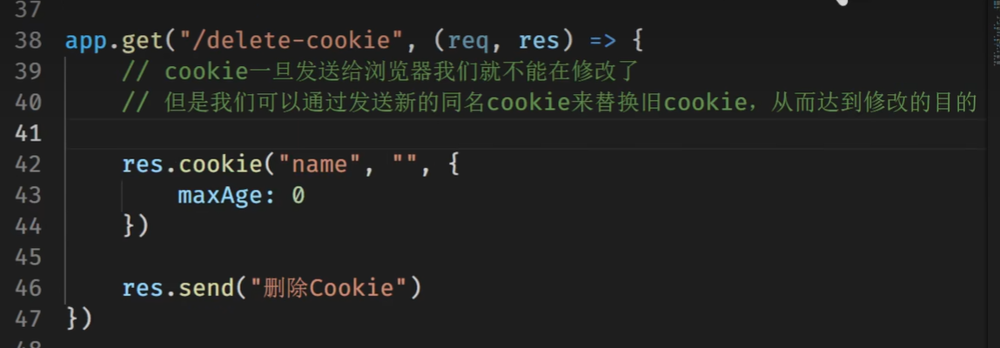 37
38 app.get("/delete-cookie", (req, res) => {
39 // cookie一旦发送给浏览器我们就不能在修改了
40 // 但是我们可以通过发送新的同名cookie来替换旧cookie，从而达到修改的目的
41
42 res.cookie("name", "", {
43 maxAge: 0
44 })
45
46 res.send("删除Cookie")
47 })
48